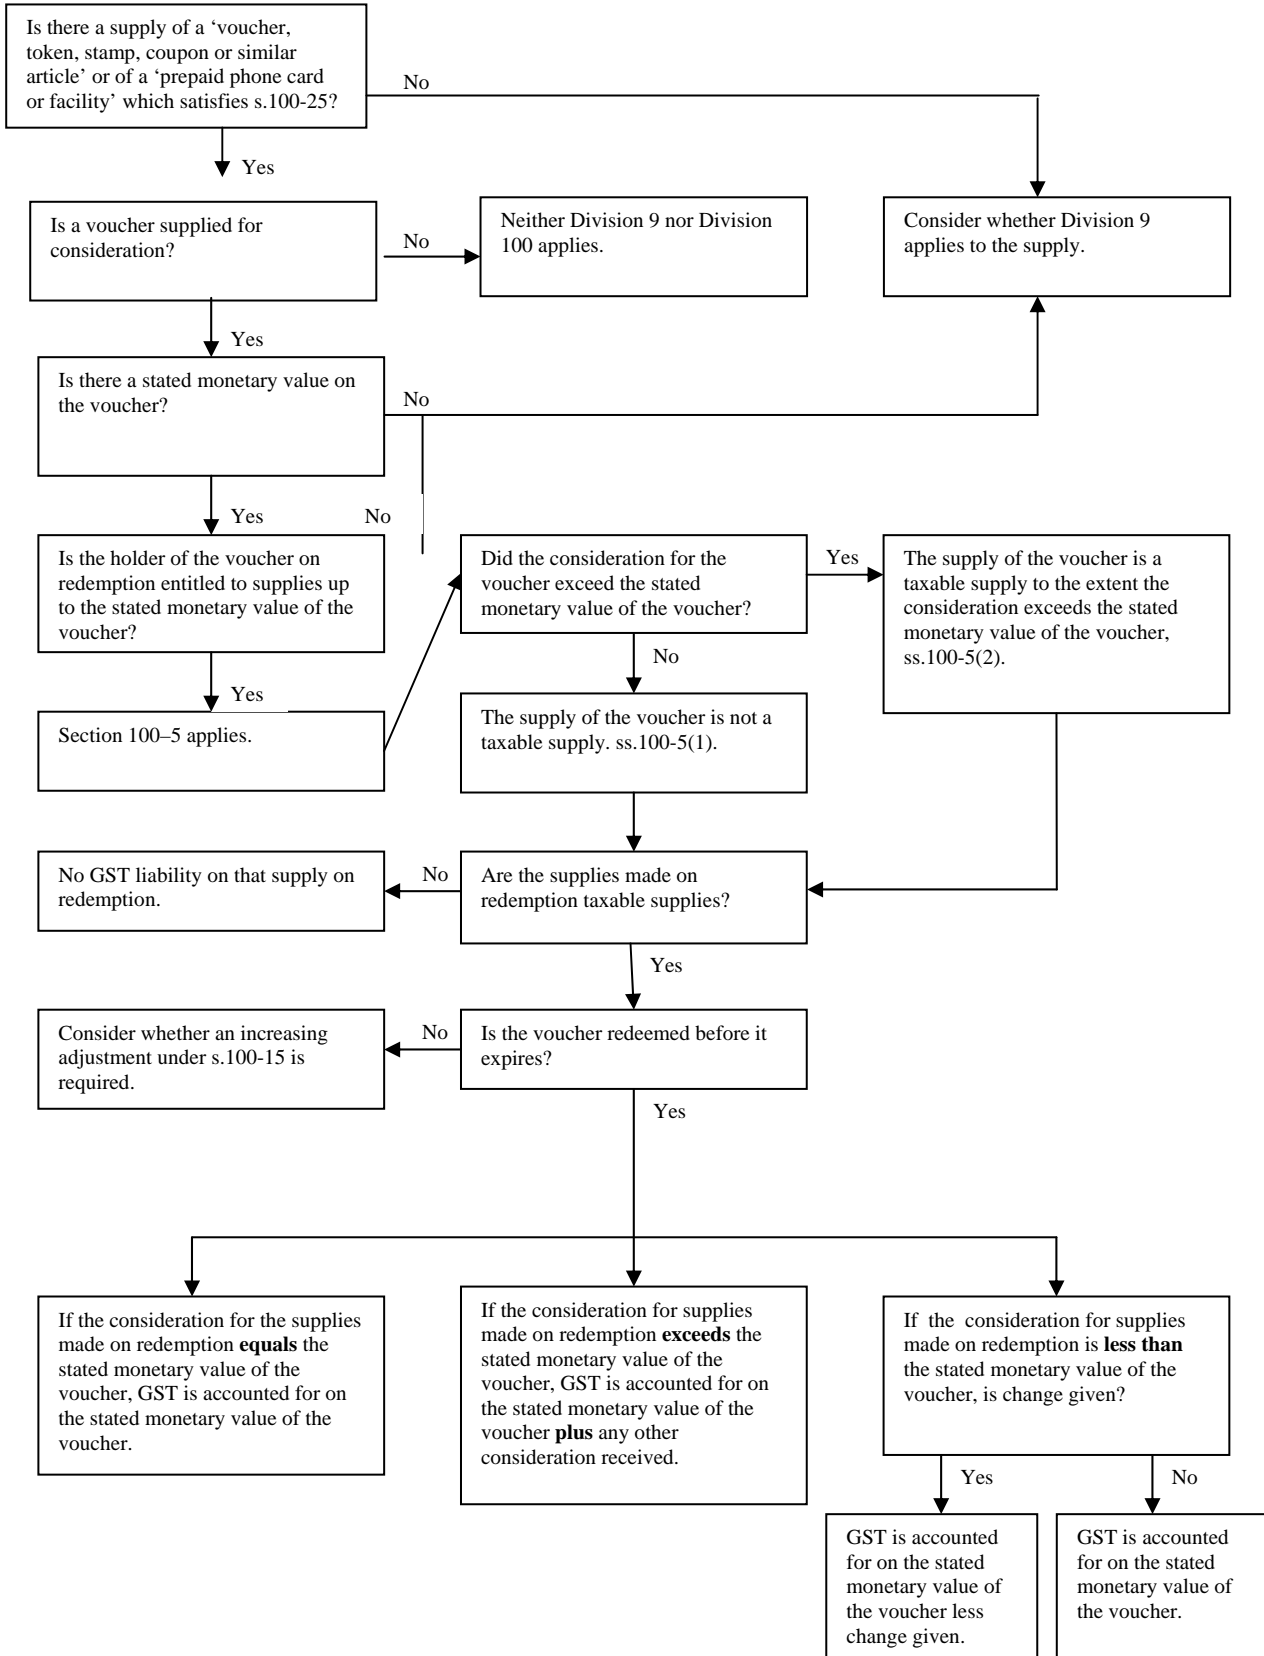 Is there a supply of a ‘voucher,
token, stamp, coupon or similar
article’ or of a ‘prepaid phone card
or facility’ which satisfies s.100-25?
No
Yes
Is a voucher supplied for
consideration?
No
Neither Division 9 nor Division
100 applies.
Consider whether Division 9
applies to the supply.
Yes
Is there a stated monetary value on
the voucher?
No
Yes
No
Is the holder of the voucher on
redemption entitled to supplies up
to the stated monetary value of the
voucher?
Did the consideration for the
voucher exceed the stated
monetary value of the voucher?
Yes
The supply of the voucher is a
taxable supply to the extent the
consideration exceeds the stated
monetary value of the voucher,
ss.100-5(2).
No
Yes
Section 100–5 applies.
The supply of the voucher is not a
taxable supply. ss.100-5(1).
No GST liability on that supply on
redemption.
No
Are the supplies made on
redemption taxable supplies?
Yes
Consider whether an increasing
adjustment under s.100-15 is
required.
No
Is the voucher redeemed before it
expires?
Yes
If the consideration for the supplies
made on redemption equals the
stated monetary value of the
voucher, GST is accounted for on
the stated monetary value of the
voucher.
If the consideration for supplies
made on redemption exceeds the
stated monetary value of the
voucher, GST is accounted for on
the stated monetary value of the
voucher plus any other
consideration received.
If the consideration for supplies
made on redemption is less than
the stated monetary value of the
voucher, is change given?
Yes
No
GST is accounted
for on the stated
monetary value of
the voucher less
change given.
GST is accounted
for on the stated
monetary value of
the voucher.